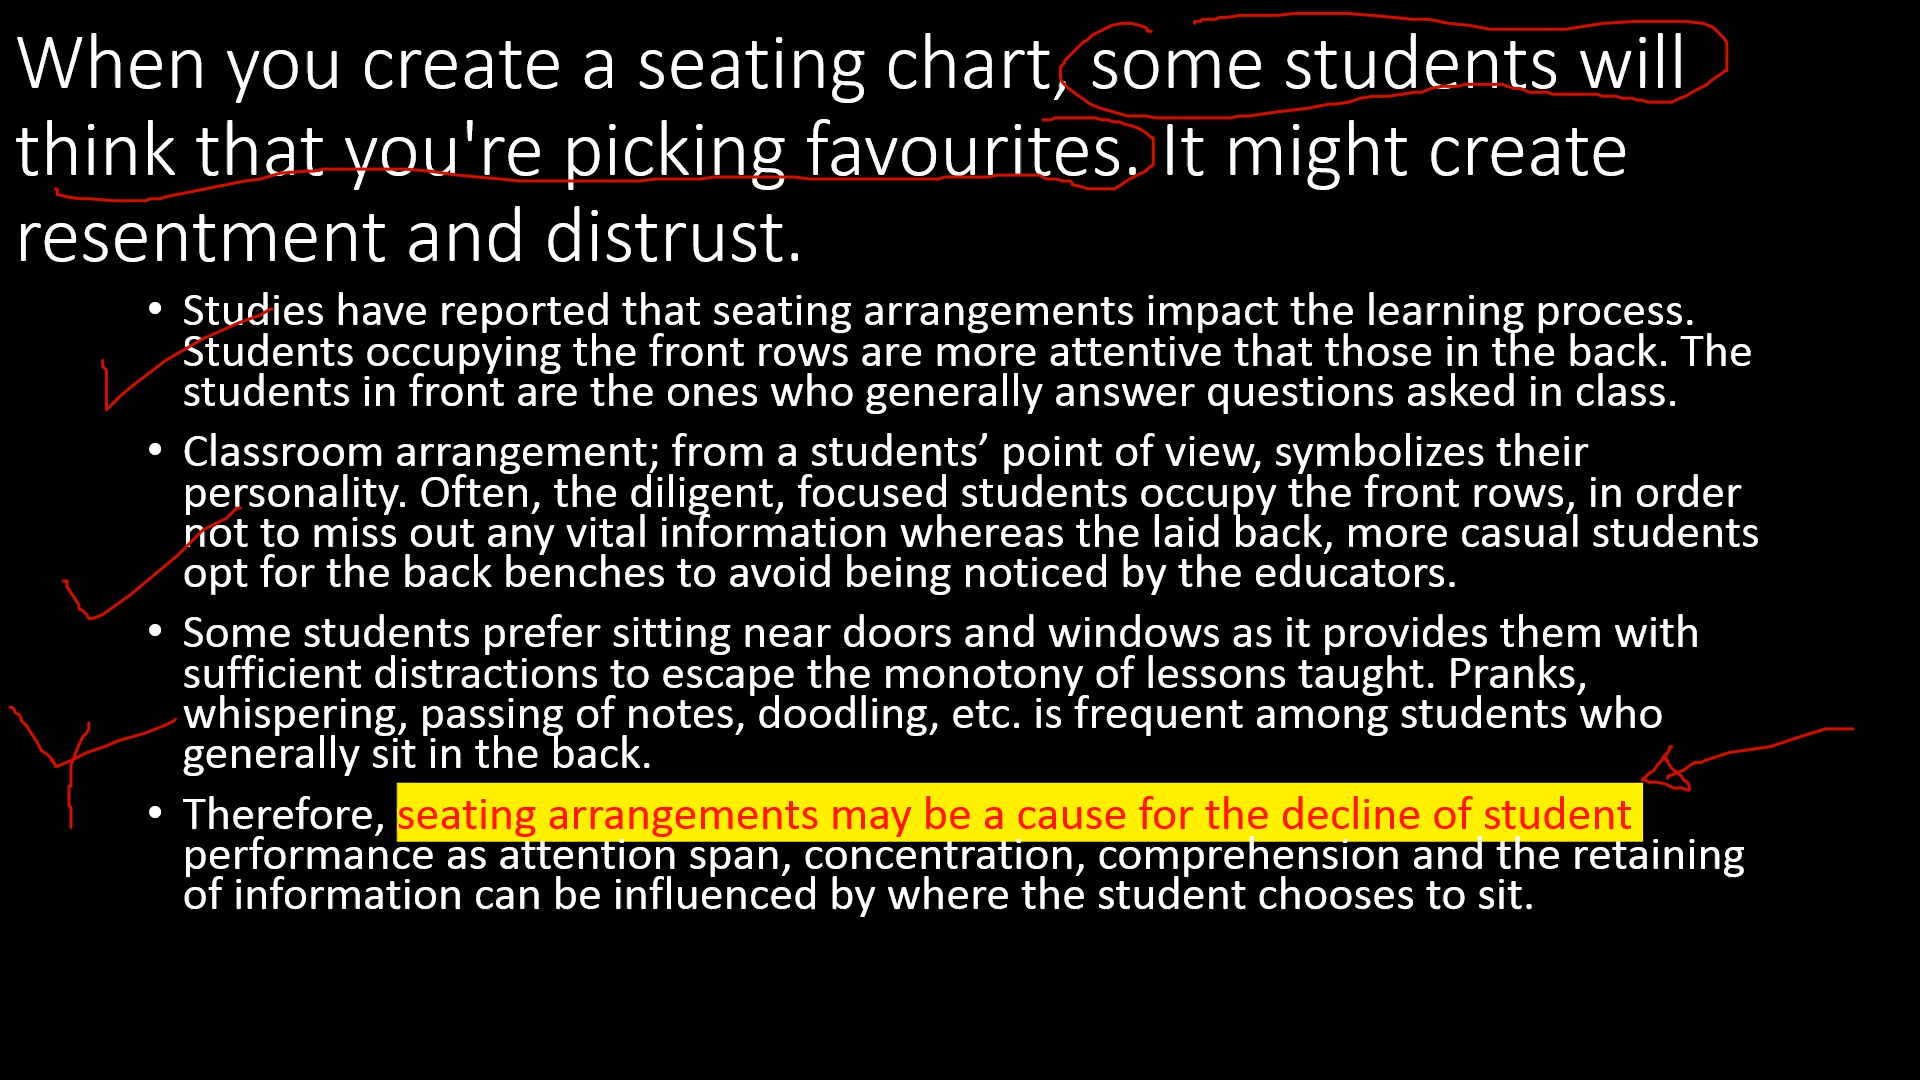 When you create a seating chart, some students will
think that you're picking favourites. It might create
resentment and distrust.
• Studies have reported that seating arrangements impact the learning process.
Students occupying the front rows are more attentive that those in the back. The
students in front are the ones who generally answer questions asked in class.
• Classroom arrangement; from a students’ point of view, symbolizes their
personality. Often, the diligent, focused students occupy the front rows, in order
not to miss out any vital information whereas the laid back, more casual students
opt for the back benches to avoid being noticed by the educators.
• Some students prefer sitting near doors and windows as it provides them with
sufficient distractions to escape the monotony of lessons taught. Pranks,
whispering, passing of notes, doodling, etc. is frequent among students who
generally sit in the back.
• Therefore, seating arrangements may be a cause for the decline of student
performance as attention span, concentration, comprehension and the retaining
of information can be influenced by where the student chooses to sit.